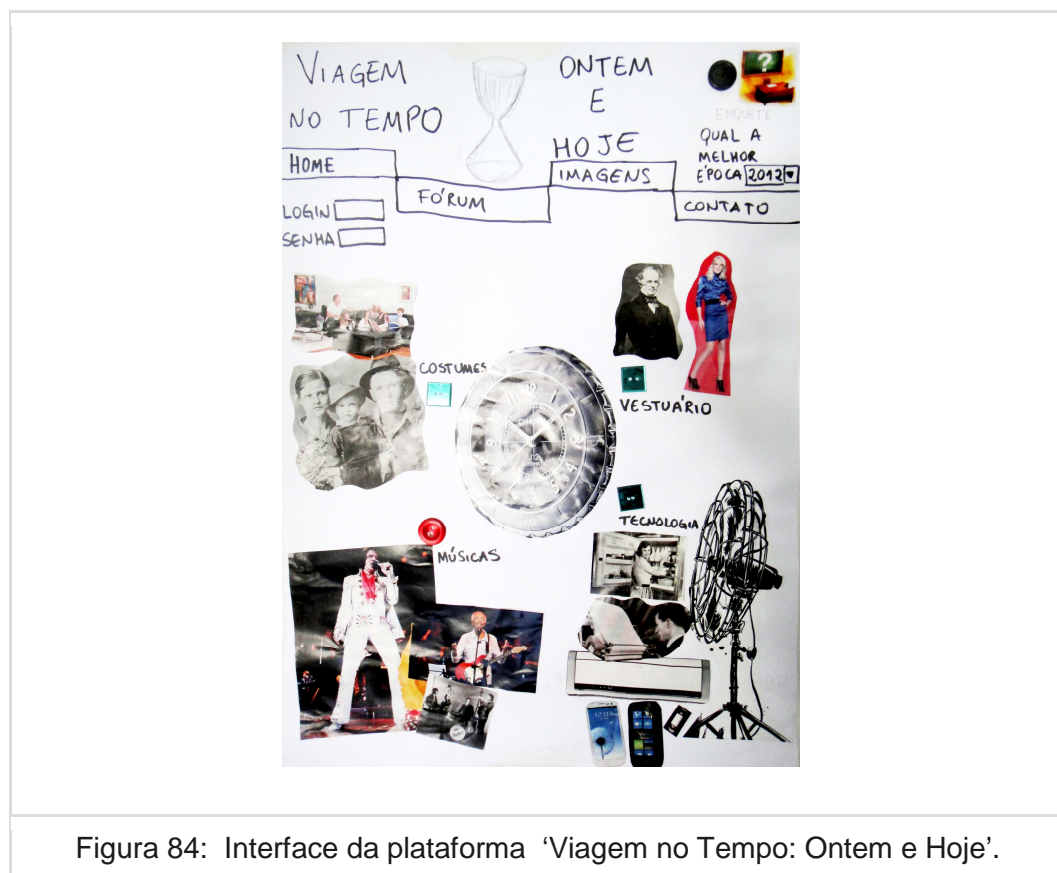 VIAGEM
NO TEMPO
ONTEM
E
HOJE
?
ENQUETE
QUAL A
MELHOR
ÉPOCA 2012
HOME
FÓRUM
IMAGENS
CONTATO
LOGIN
SENHA
COSTUMES
VESTUÁRIO
TECNOLOGIA
MÚSICAS
Figura 84: Interface da plataforma ‘Viagem no Tempo: Ontem e Hoje’.